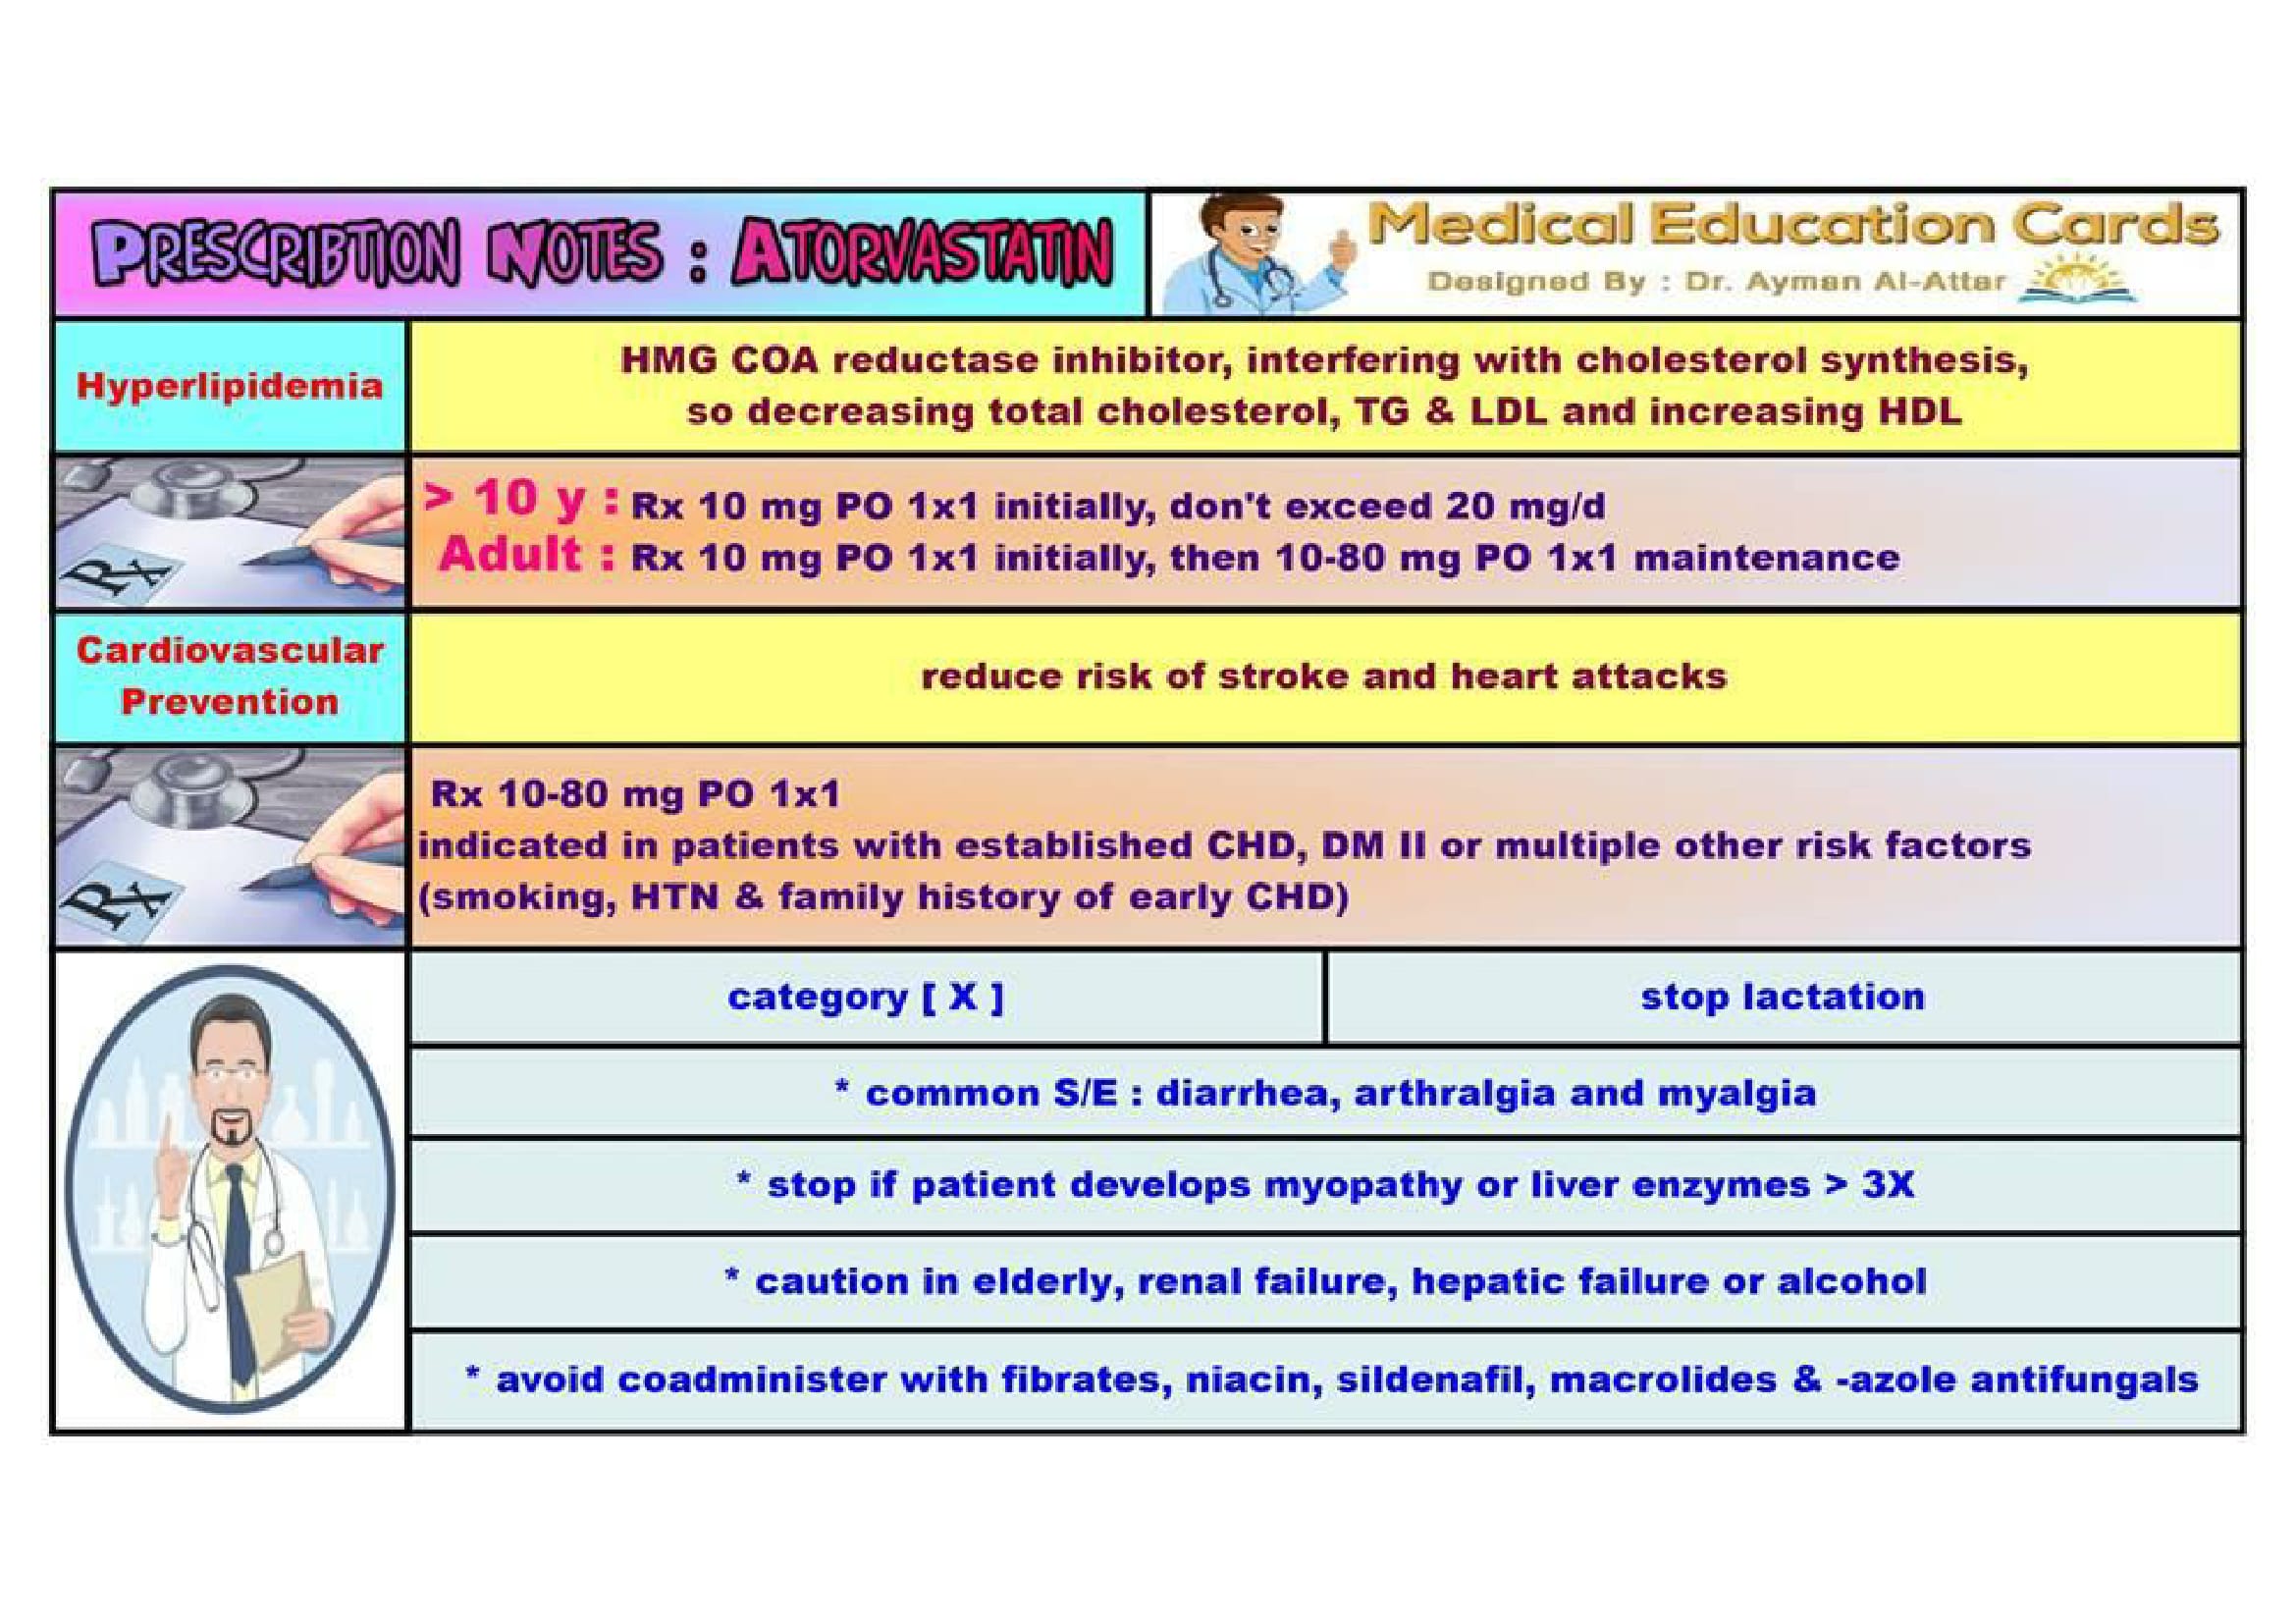 PRESCRIBTION NOTES : ATORVASTATIN
Medical Education Cards
Designed By : Dr. Ayman Al-Attar
Hyperlipidemia
HMG COA reductase inhibitor, interfering with cholesterol synthesis,
so decreasing total cholesterol, TG & LDL and increasing HDL
Rx
> 10 y : Rx 10 mg PO 1x1 initially, don't exceed 20 mg/d
Adult : Rx 10 mg PO 1x1 initially, then 10-80 mg PO 1x1 maintenance
Cardiovascular
Prevention
reduce risk of stroke and heart attacks
Rx
Rx 10-80 mg PO 1x1
indicated in patients with established CHD, DM II or multiple other risk factors
(smoking, HTN & family history of early CHD)
category [ X ]
stop lactation
* common S/E : diarrhea, arthralgia and myalgia
* stop if patient develops myopathy or liver enzymes > 3X
* caution in elderly, renal failure, hepatic failure or alcohol
* avoid coadminister with fibrates, niacin, sildenafil, macrolides & -azole antifungals